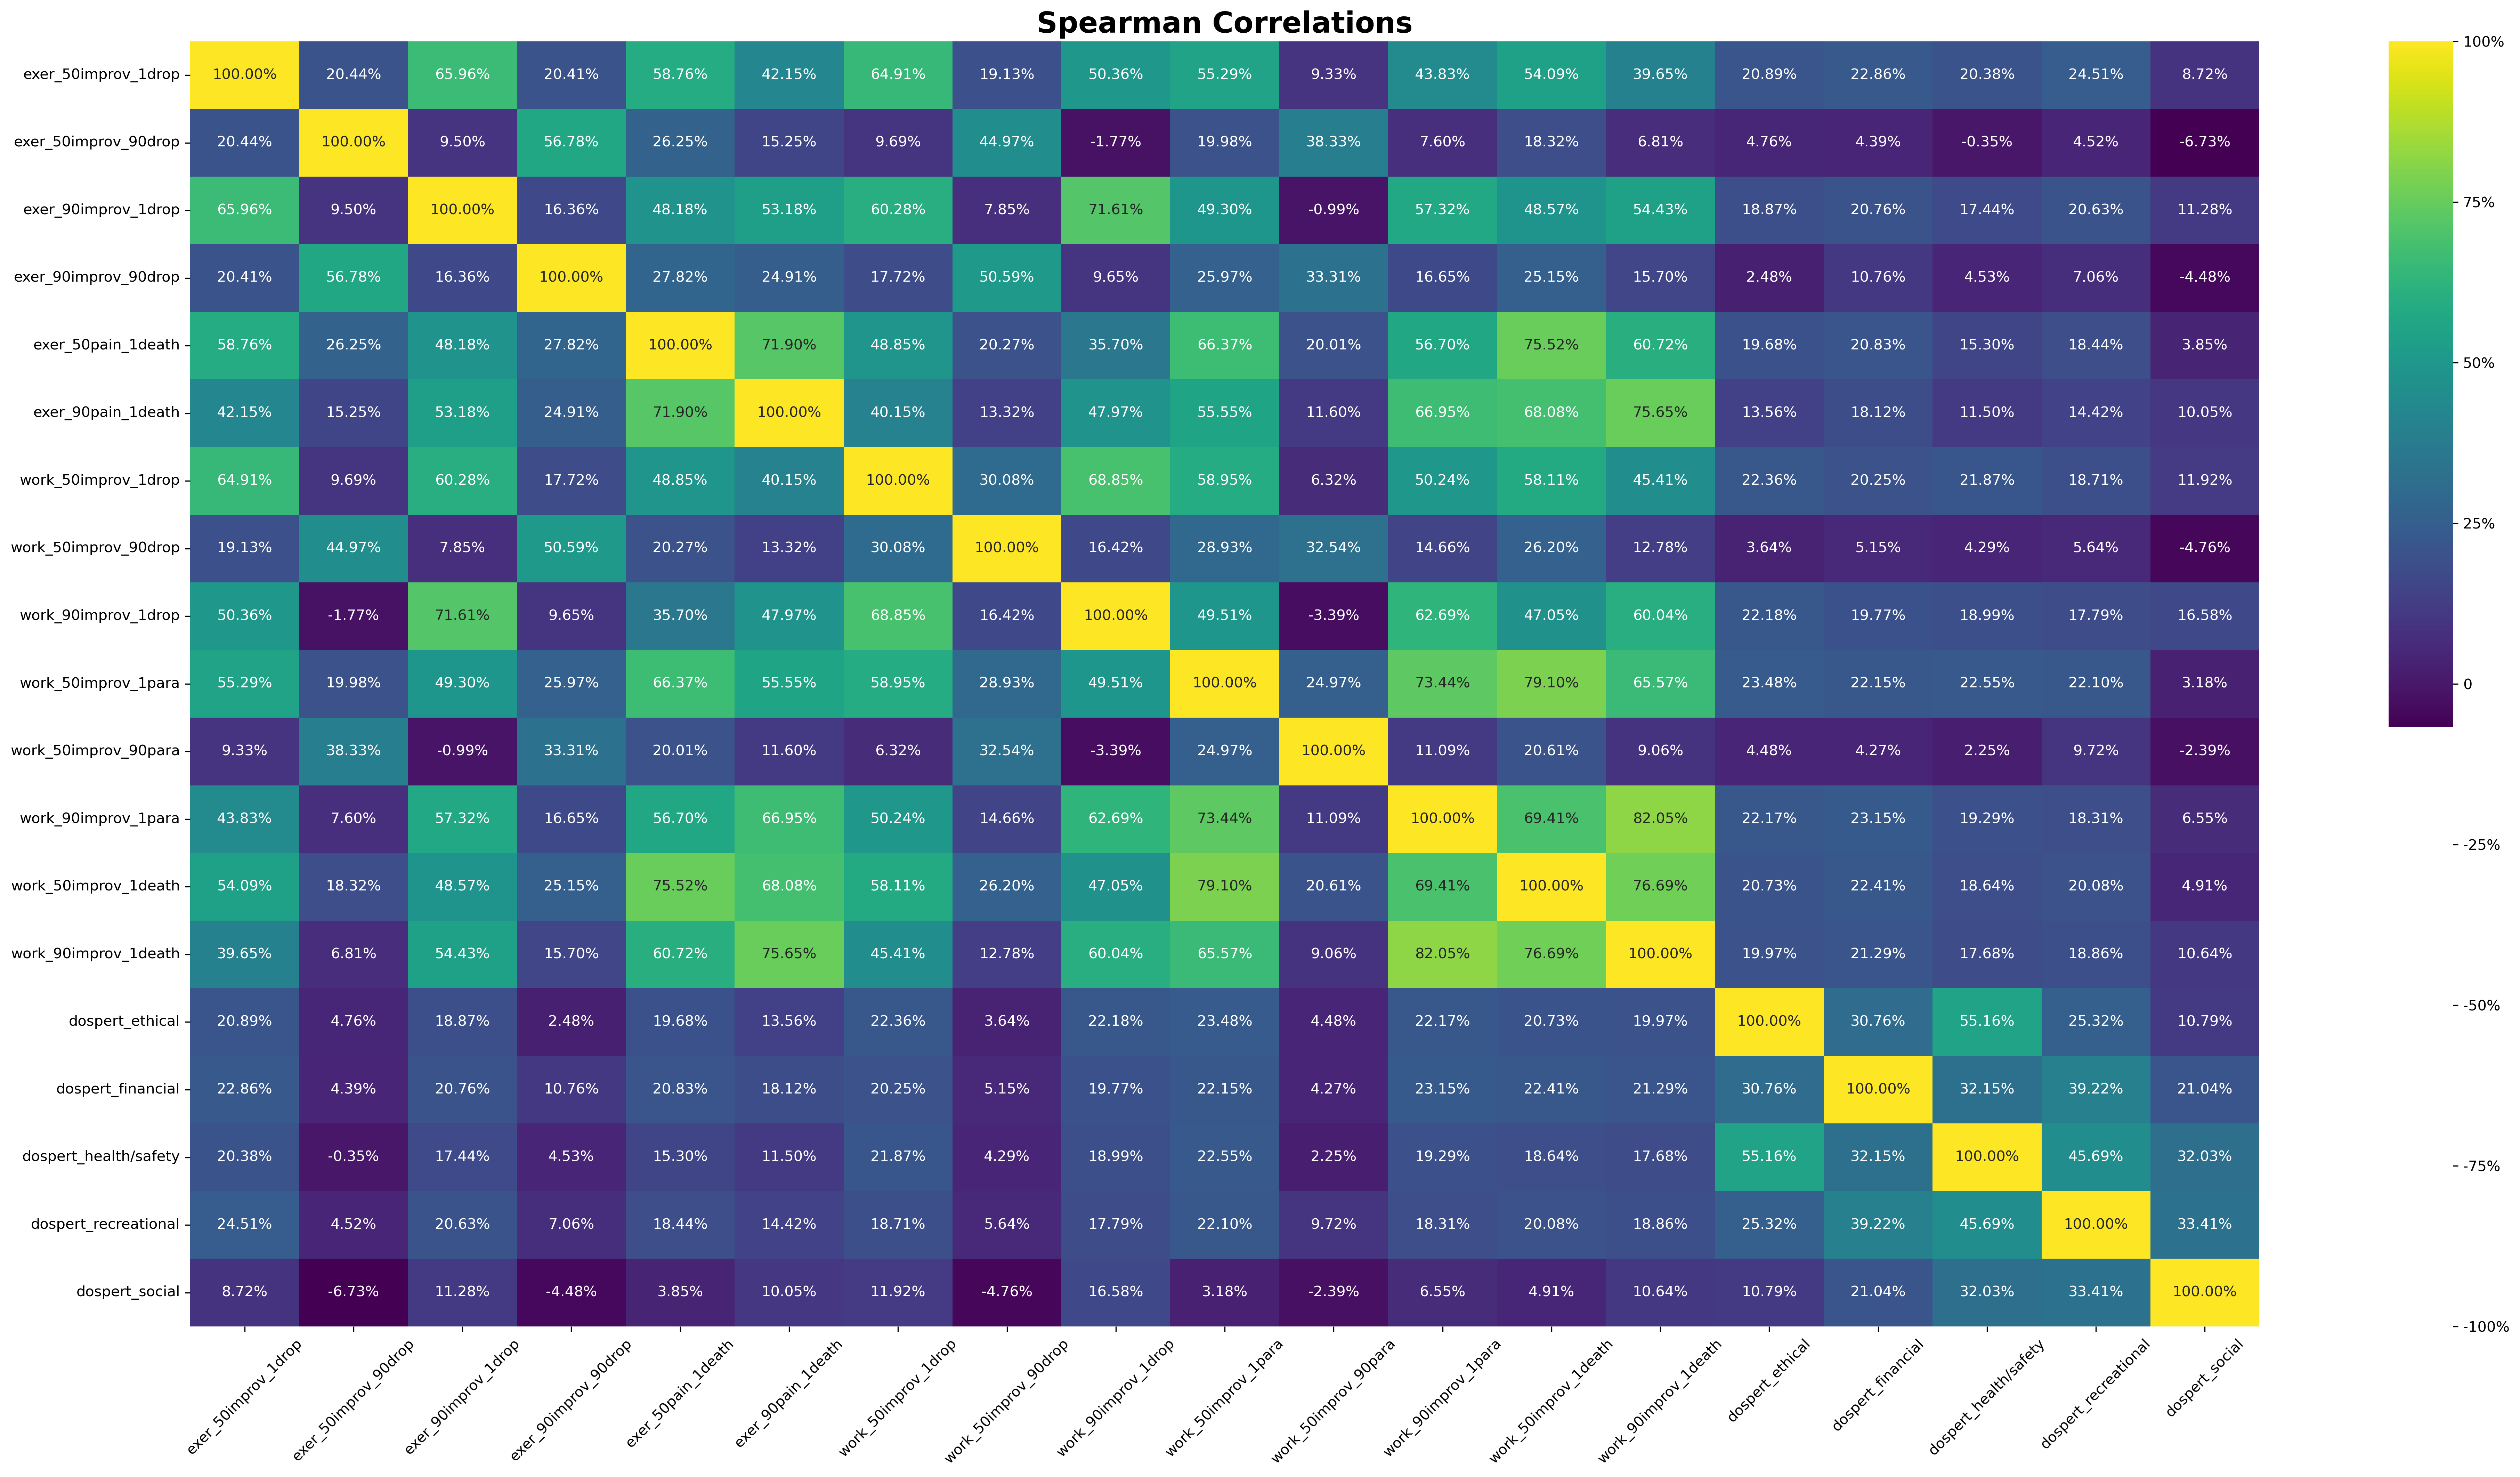 Spearman Correlations
exer_50improv_1drop 100.00% 20.44% 65.96% 20.41% 58.76% 42.15% 64.91% 19.13% 50.36% 55.29% 9.33% 43.83% 54.09% 39.65% 20.89% 22.86% 20.38% 24.51% 8.72%
exer_50improv_90drop 20.44% 100.00% 9.50% 56.78% 26.25% 15.25% 9.69% 44.97% -1.77% 19.98% 38.33% 7.60% 18.32% 6.81% 4.76% 4.39% -0.35% 4.52% -6.73%
exer_90improv_1drop 65.96% 9.50% 100.00% 16.36% 48.18% 53.18% 60.28% 7.85% 71.61% 49.30% -0.99% 57.32% 48.57% 54.43% 18.87% 20.76% 17.44% 20.63% 11.28%
exer_90improv_90drop 20.41% 56.78% 16.36% 100.00% 27.82% 24.91% 17.72% 50.59% 9.65% 25.97% 33.31% 16.65% 25.15% 15.70% 2.48% 10.76% 4.53% 7.06% -4.48%
exer_50pain_1death 58.76% 26.25% 48.18% 27.82% 100.00% 71.90% 48.85% 20.27% 35.70% 66.37% 20.01% 56.70% 75.52% 60.72% 19.68% 20.83% 15.30% 18.44% 3.85%
exer_90pain_1death 42.15% 15.25% 53.18% 24.91% 71.90% 100.00% 40.15% 13.32% 47.97% 55.55% 11.60% 66.95% 68.08% 75.65% 13.56% 18.12% 11.50% 14.42% 10.05%
work_50improv_1drop 64.91% 9.69% 60.28% 17.72% 48.85% 40.15% 100.00% 30.08% 68.85% 58.95% 6.32% 50.24% 58.11% 45.41% 22.36% 20.25% 21.87% 18.71% 11.92%
work_50improv_90drop 19.13% 44.97% 7.85% 50.59% 20.27% 13.32% 30.08% 100.00% 16.42% 28.93% 32.54% 14.66% 26.20% 12.78% 3.64% 5.15% 4.29% 5.64% -4.76%
work_90improv_1drop 50.36% -1.77% 71.61% 9.65% 35.70% 47.97% 68.85% 16.42% 100.00% 49.51% -3.39% 62.69% 47.05% 60.04% 22.18% 19.77% 18.99% 17.79% 16.58%
work_50improv_1para 55.29% 19.98% 49.30% 25.97% 66.37% 55.55% 58.95% 28.93% 49.51% 100.00% 24.97% 73.44% 79.10% 65.57% 23.48% 22.15% 22.55% 22.10% 3.18%
work_50improv_90para 9.33% 38.33% -0.99% 33.31% 20.01% 11.60% 6.32% 32.54% -3.39% 24.97% 100.00% 11.09% 20.61% 9.06% 4.48% 4.27% 2.25% 9.72% -2.39%
work_90improv_1para 43.83% 7.60% 57.32% 16.65% 56.70% 66.95% 50.24% 14.66% 62.69% 73.44% 11.09% 100.00% 69.41% 82.05% 22.17% 23.15% 19.29% 18.31% 6.55%
work_50improv_1death 54.09% 18.32% 48.57% 25.15% 75.52% 68.08% 58.11% 26.20% 47.05% 79.10% 20.61% 69.41% 100.00% 76.69% 20.73% 22.41% 18.64% 20.08% 4.91%
work_90improv_1death 39.65% 6.81% 54.43% 15.70% 60.72% 75.65% 45.41% 12.78% 60.04% 65.57% 9.06% 82.05% 76.69% 100.00% 19.97% 21.29% 17.68% 18.86% 10.64%
dospert_ethical 20.89% 4.76% 18.87% 2.48% 19.68% 13.56% 22.36% 3.64% 22.18% 23.48% 4.48% 22.17% 20.73% 19.97% 100.00% 30.76% 55.16% 25.32% 10.79%
dospert_financial 22.86% 4.39% 20.76% 10.76% 20.83% 18.12% 20.25% 5.15% 19.77% 22.15% 4.27% 23.15% 22.41% 21.29% 30.76% 100.00% 32.15% 39.22% 21.04%
dospert_health/safety 20.38% -0.35% 17.44% 4.53% 15.30% 11.50% 21.87% 4.29% 18.99% 22.55% 2.25% 19.29% 18.64% 17.68% 55.16% 32.15% 100.00% 45.69% 32.03%
dospert_recreational 24.51% 4.52% 20.63% 7.06% 18.44% 14.42% 18.71% 5.64% 17.79% 22.10% 9.72% 18.31% 20.08% 18.86% 25.32% 39.22% 45.69% 100.00% 33.41%
dospert_social 8.72% -6.73% 11.28% -4.48% 3.85% 10.05% 11.92% -4.76% 16.58% 3.18% -2.39% 6.55% 4.91% 10.64% 10.79% 21.04% 32.03% 33.41% 100.00%
exer_50improv_1drop
exer_50improv_90drop
exer_90improv_1drop
exer_90improv_90drop
exer_50pain_1death
exer_90pain_1death
work_50improv_1drop
work_50improv_90drop
work_90improv_1drop
work_50improv_1para
work_50improv_90para
work_90improv_1para
work_50improv_1death
work_90improv_1death
dospert_ethical
dospert_financial
dospert_health/safety
dospert_recreational
dospert_social
100%
75%
50%
25%
0
-25%
-50%
-75%
-100%